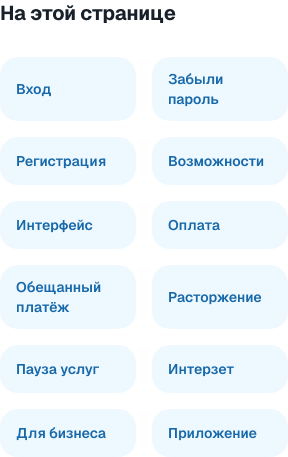 На этой странице
Вход
Забыли
пароль
Регистрация
Возможности
Интерфейс
Оплата
Обещанный
платёж
Расторжение
Пауза услуг
Интерзет
Для бизнеса
Приложение